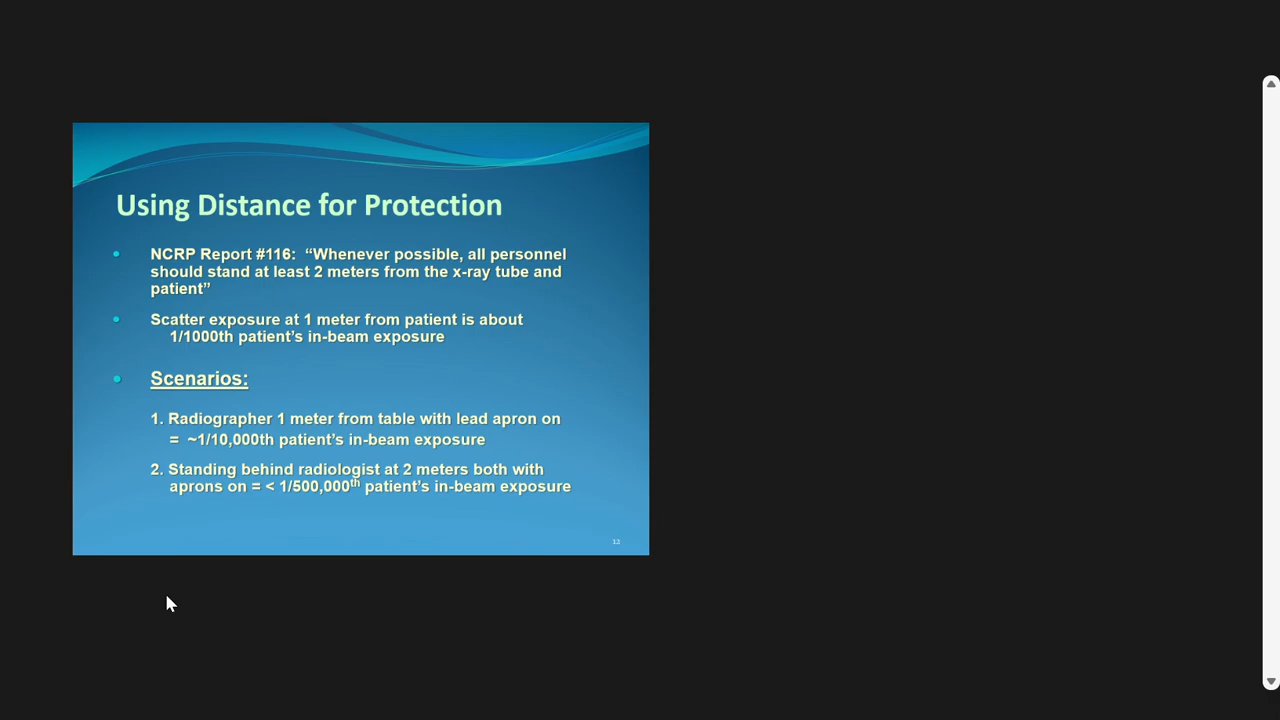 Using Distance for Protection
• NCRP Report #116: “Whenever possible, all personnel
should stand at least 2 meters from the x-ray tube and
patient”
• Scatter exposure at 1 meter from patient is about
1/1000th patient’s in-beam exposure
• Scenarios:
1. Radiographer 1 meter from table with lead apron on
= ~1/10,000th patient’s in-beam exposure
2. Standing behind radiologist at 2 meters both with
aprons on = < 1/500,000th patient’s in-beam exposure
12